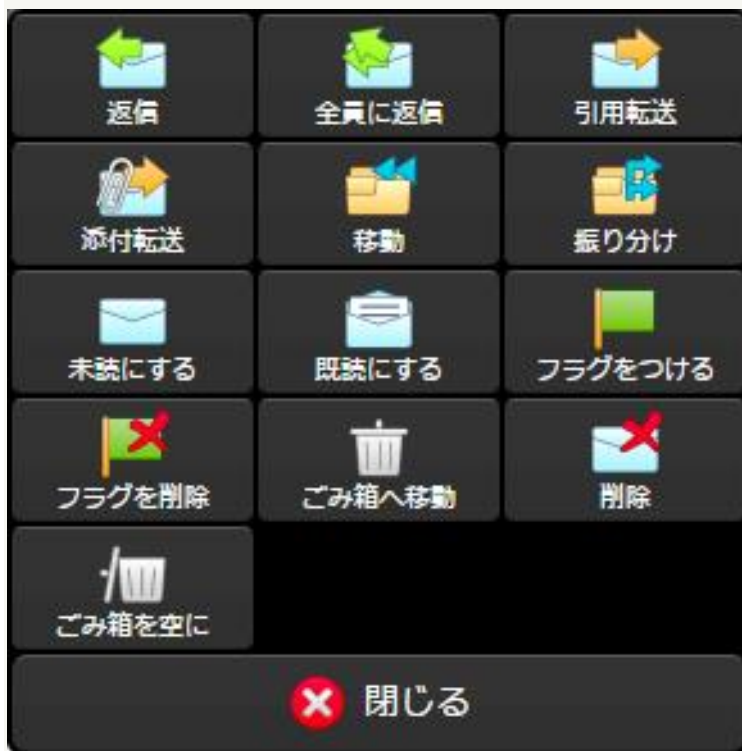 返信
全員に返信
引用転送
添付転送
移動
振り分け
未読にする
既読にする
フラグをつける
フラグを削除
ごみ箱へ移動
削除
ごみ箱を空に
閉じる